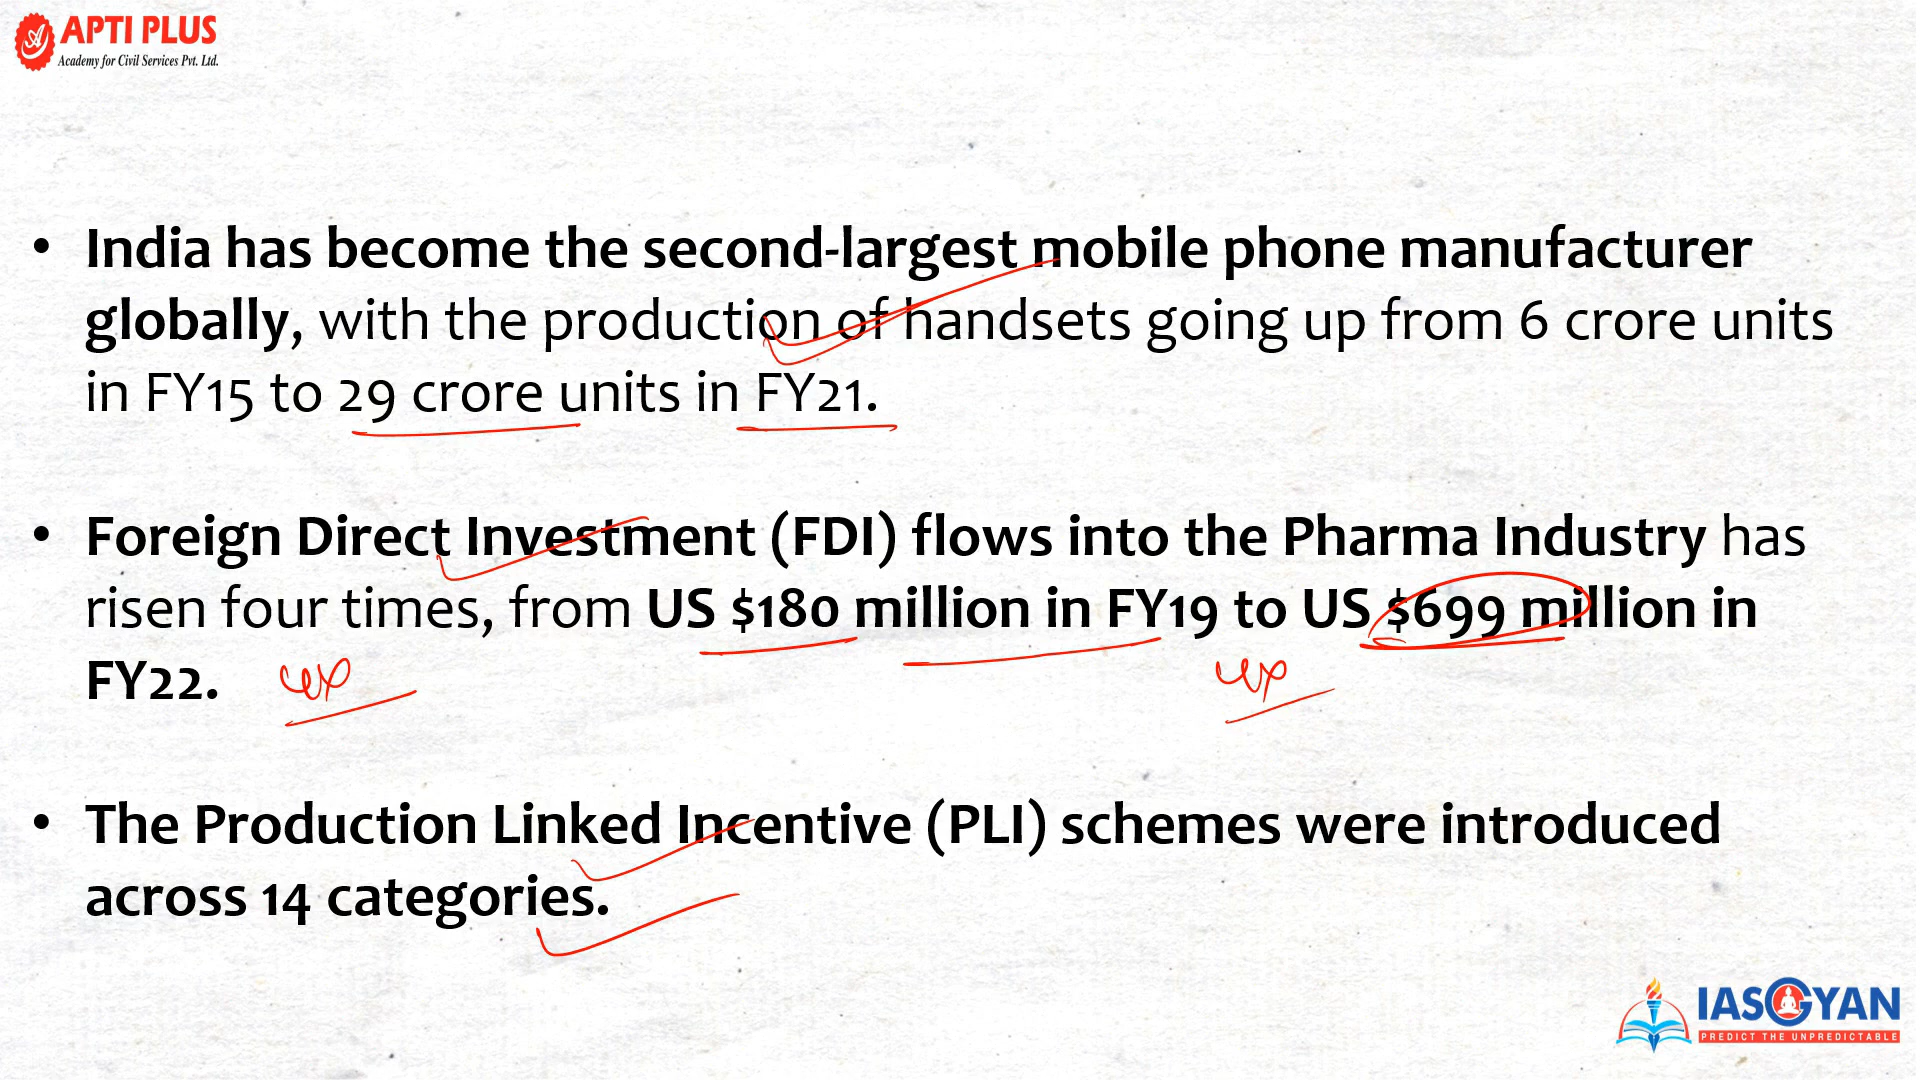 APTI PLUS
Academy for Civil Services Pvt. Ltd.
• India has become the second-largest mobile phone manufacturer
globally, with the production of handsets going up from 6 crore units
in FY15 to 29 crore units in FY21.
• Foreign Direct Investment (FDI) flows into the Pharma Industry has
risen four times, from US $180 million in FY19 to US $699 million in
FY22. 4x 4x
• The Production Linked Incentive (PLI) schemes were introduced
across 14 categories.
IASGYAN
PREDICT THE UNPREDICTABLE